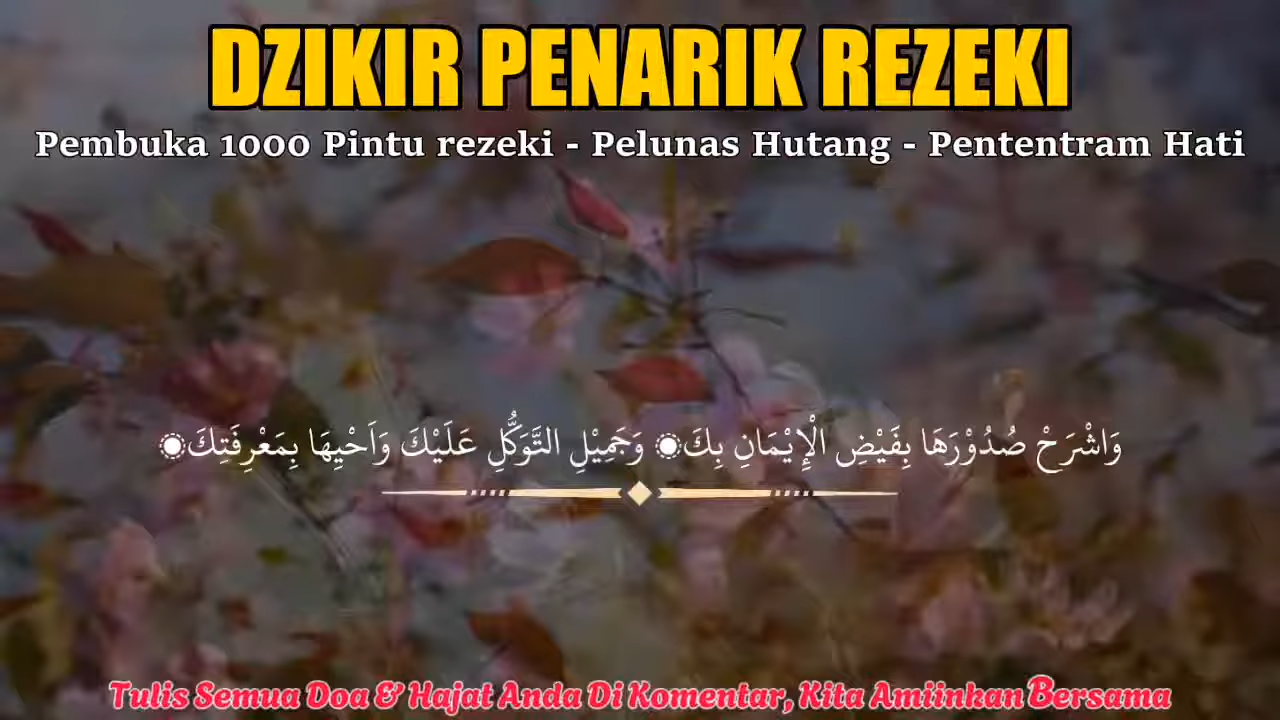 DZIKIR PENARIK REZEKI
Pembuka 1000 Pintu rezeki - Pelunas Hutang - Pententram Hati
وَاشْرَحْ صُدُوْرَهَا بِفَيْضِ الْإِيْمَانِ بِكَ۝ وَجَمِيْلِ التَّوَكُّلِ عَلَيْكَ وَاَحْيِهَا بِمَعْرِفَتِكَ۝
Tulis Semua Doa & Hajat Anda Di Komentar, Kita Amiinkan Bersama